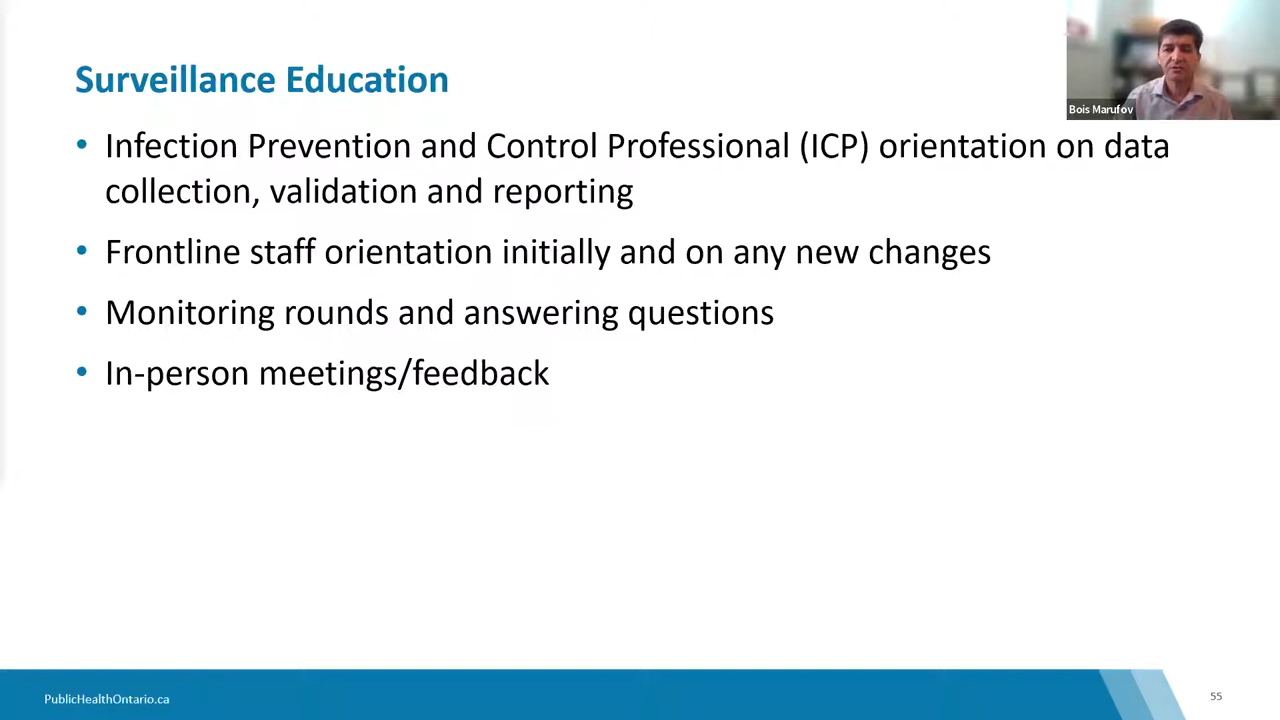 Surveillance Education
Bois Marufov
• Infection Prevention and Control Professional (ICP) orientation on data
collection, validation and reporting
• Frontline staff orientation initially and on any new changes
• Monitoring rounds and answering questions
• In-person meetings/feedback
PublicHealthOntario.ca
55